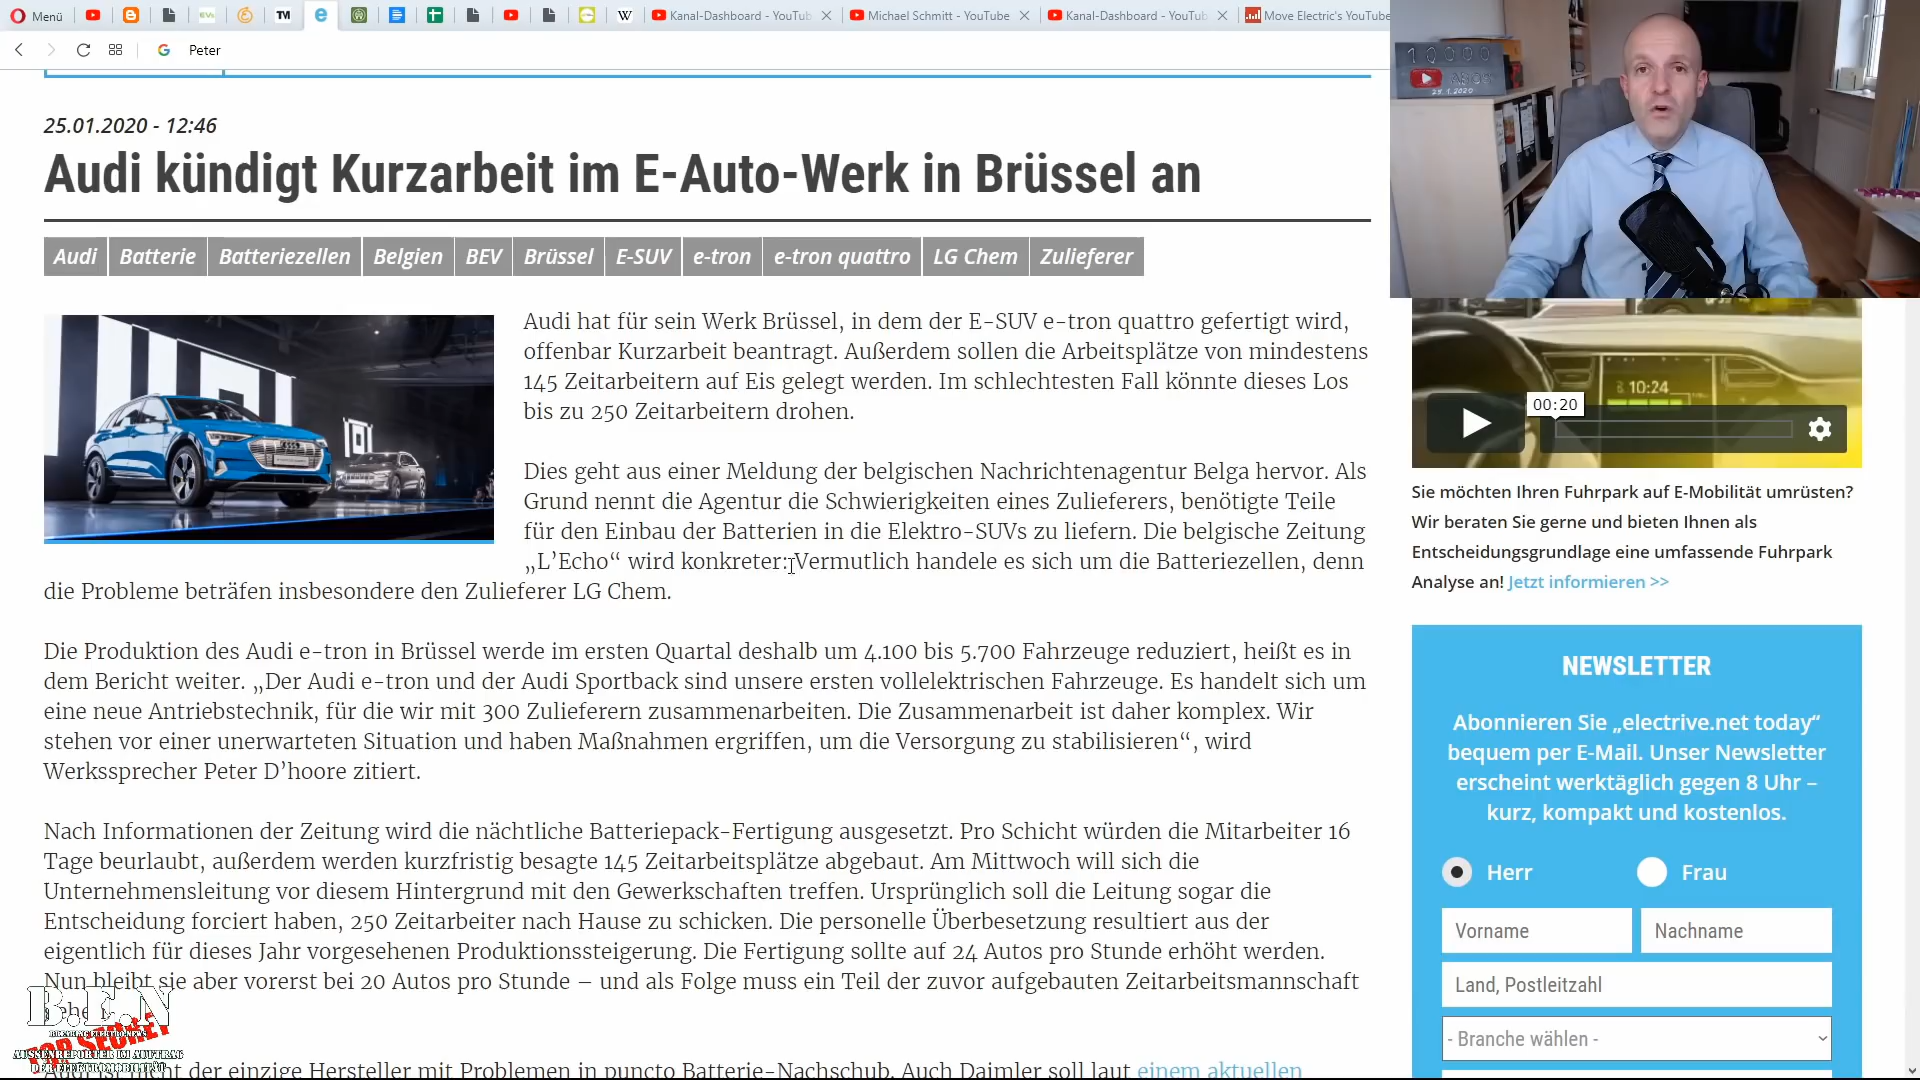 Menü
Kanal-Dashboard - YouTub
Michael Schmitt - YouTube
Kanal-Dashboard - YouTub
Move Electric's YouTube
Peter
10000
ABOS
25.1.2020
25.01.2020 - 12:46
Audi kündigt Kurzarbeit im E-Auto-Werk in Brüssel an
Audi Batterie Batteriezellen Belgien BEV Brüssel E-SUV e-tron e-tron quattro LG Chem Zulieferer
Audi hat für sein Werk Brüssel, in dem der E-SUV e-tron quattro gefertigt wird,
offenbar Kurzarbeit beantragt. Außerdem sollen die Arbeitsplätze von mindestens
145 Zeitarbeitern auf Eis gelegt werden. Im schlechtesten Fall könnte dieses Los
bis zu 250 Zeitarbeitern drohen.
Dies geht aus einer Meldung der belgischen Nachrichtenagentur Belga hervor. Als
Grund nennt die Agentur die Schwierigkeiten eines Zulieferers, benötigte Teile
für den Einbau der Batterien in die Elektro-SUVs zu liefern. Die belgische Zeitung
„L’Echo“ wird konkreter: Vermutlich handele es sich um die Batteriezellen, denn
die Probleme beträfen insbesondere den Zulieferer LG Chem.
Die Produktion des Audi e-tron in Brüssel werde im ersten Quartal deshalb um 4.100 bis 5.700 Fahrzeuge reduziert, heißt es in
dem Bericht weiter. „Der Audi e-tron und der Audi Sportback sind unsere ersten vollelektrischen Fahrzeuge. Es handelt sich um
eine neue Antriebstechnik, für die wir mit 300 Zulieferern zusammenarbeiten. Die Zusammenarbeit ist daher komplex. Wir
stehen vor einer unerwarteten Situation und haben Maßnahmen ergriffen, um die Versorgung zu stabilisieren“, wird
Werkssprecher Peter D’hoore zitiert.
Nach Informationen der Zeitung wird die nächtliche Batteriepack-Fertigung ausgesetzt. Pro Schicht würden die Mitarbeiter 16
Tage beurlaubt, außerdem werden kurzfristig besagte 145 Zeitarbeitsplätze abgebaut. Am Mittwoch will sich die
Unternehmensleitung vor diesem Hintergrund mit den Gewerkschaften treffen. Ursprünglich soll die Leitung sogar die
Entscheidung forciert haben, 250 Zeitarbeiter nach Hause zu schicken. Die personelle Überbesetzung resultiert aus der
eigentlich für dieses Jahr vorgesehenen Produktionssteigerung. Die Fertigung sollte auf 24 Autos pro Stunde erhöht werden.
Nun bleibt sie aber vorerst bei 20 Autos pro Stunde – und als Folge muss ein Teil der zuvor aufgebauten Zeitarbeitsmannschaft
Audi ist nicht der einzige Hersteller mit Problemen in puncto Batterie-Nachschub. Auch Daimler soll laut einem aktuellen
B.E.N
TOP SECRET
AUSSENREPORTER IM AUFTRAG
DER ELEKTROMOBILITÄT
10:24
00:20
Sie möchten Ihren Fuhrpark auf E-Mobilität umrüsten?
Wir beraten Sie gerne und bieten Ihnen als
Entscheidungsgrundlage eine umfassende Fuhrpark
Analyse an! Jetzt informieren >>
NEWSLETTER
Abonnieren Sie „electrive.net today“
bequem per E-Mail. Unser Newsletter
erscheint werktäglich gegen 8 Uhr –
kurz, kompakt und kostenlos.
Herr Frau
Vorname Nachname
Land, Postleitzahl
- Branche wählen -